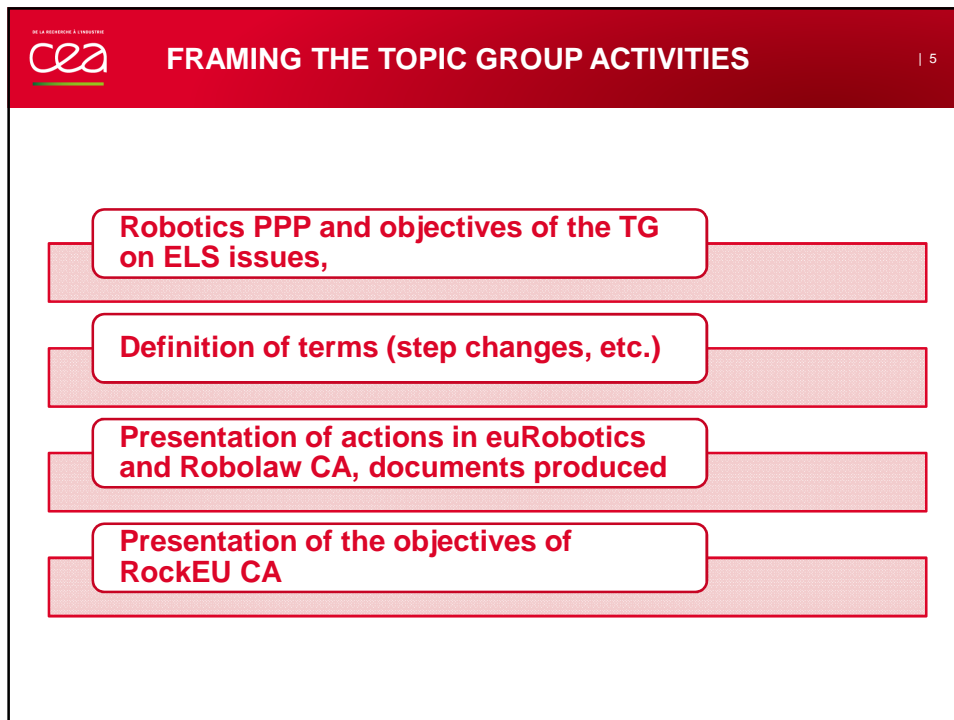 DE LA RECHERCHE À L'INDUSTRIE
cea
FRAMING THE TOPIC GROUP ACTIVITIES
| 5
Robotics PPP and objectives of the TG
on ELS issues,
Definition of terms (step changes, etc.)
Presentation of actions in euRobotics
and Robolaw CA, documents produced
Presentation of the objectives of
RockEU CA